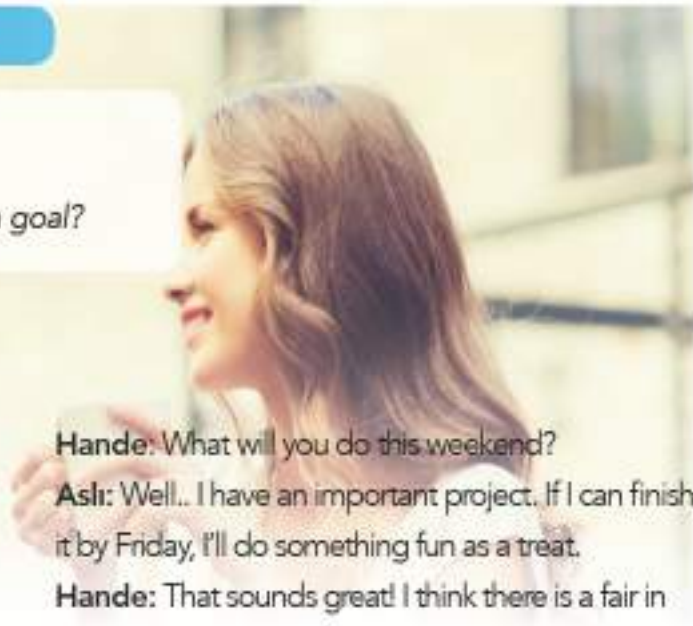 goal?
Hande: What will you do this weekend?
Aslı: Well.. I have an important project. If I can finish
it by Friday, I'll do something fun as a treat.
Hande: That sounds great! I think there is a fair in